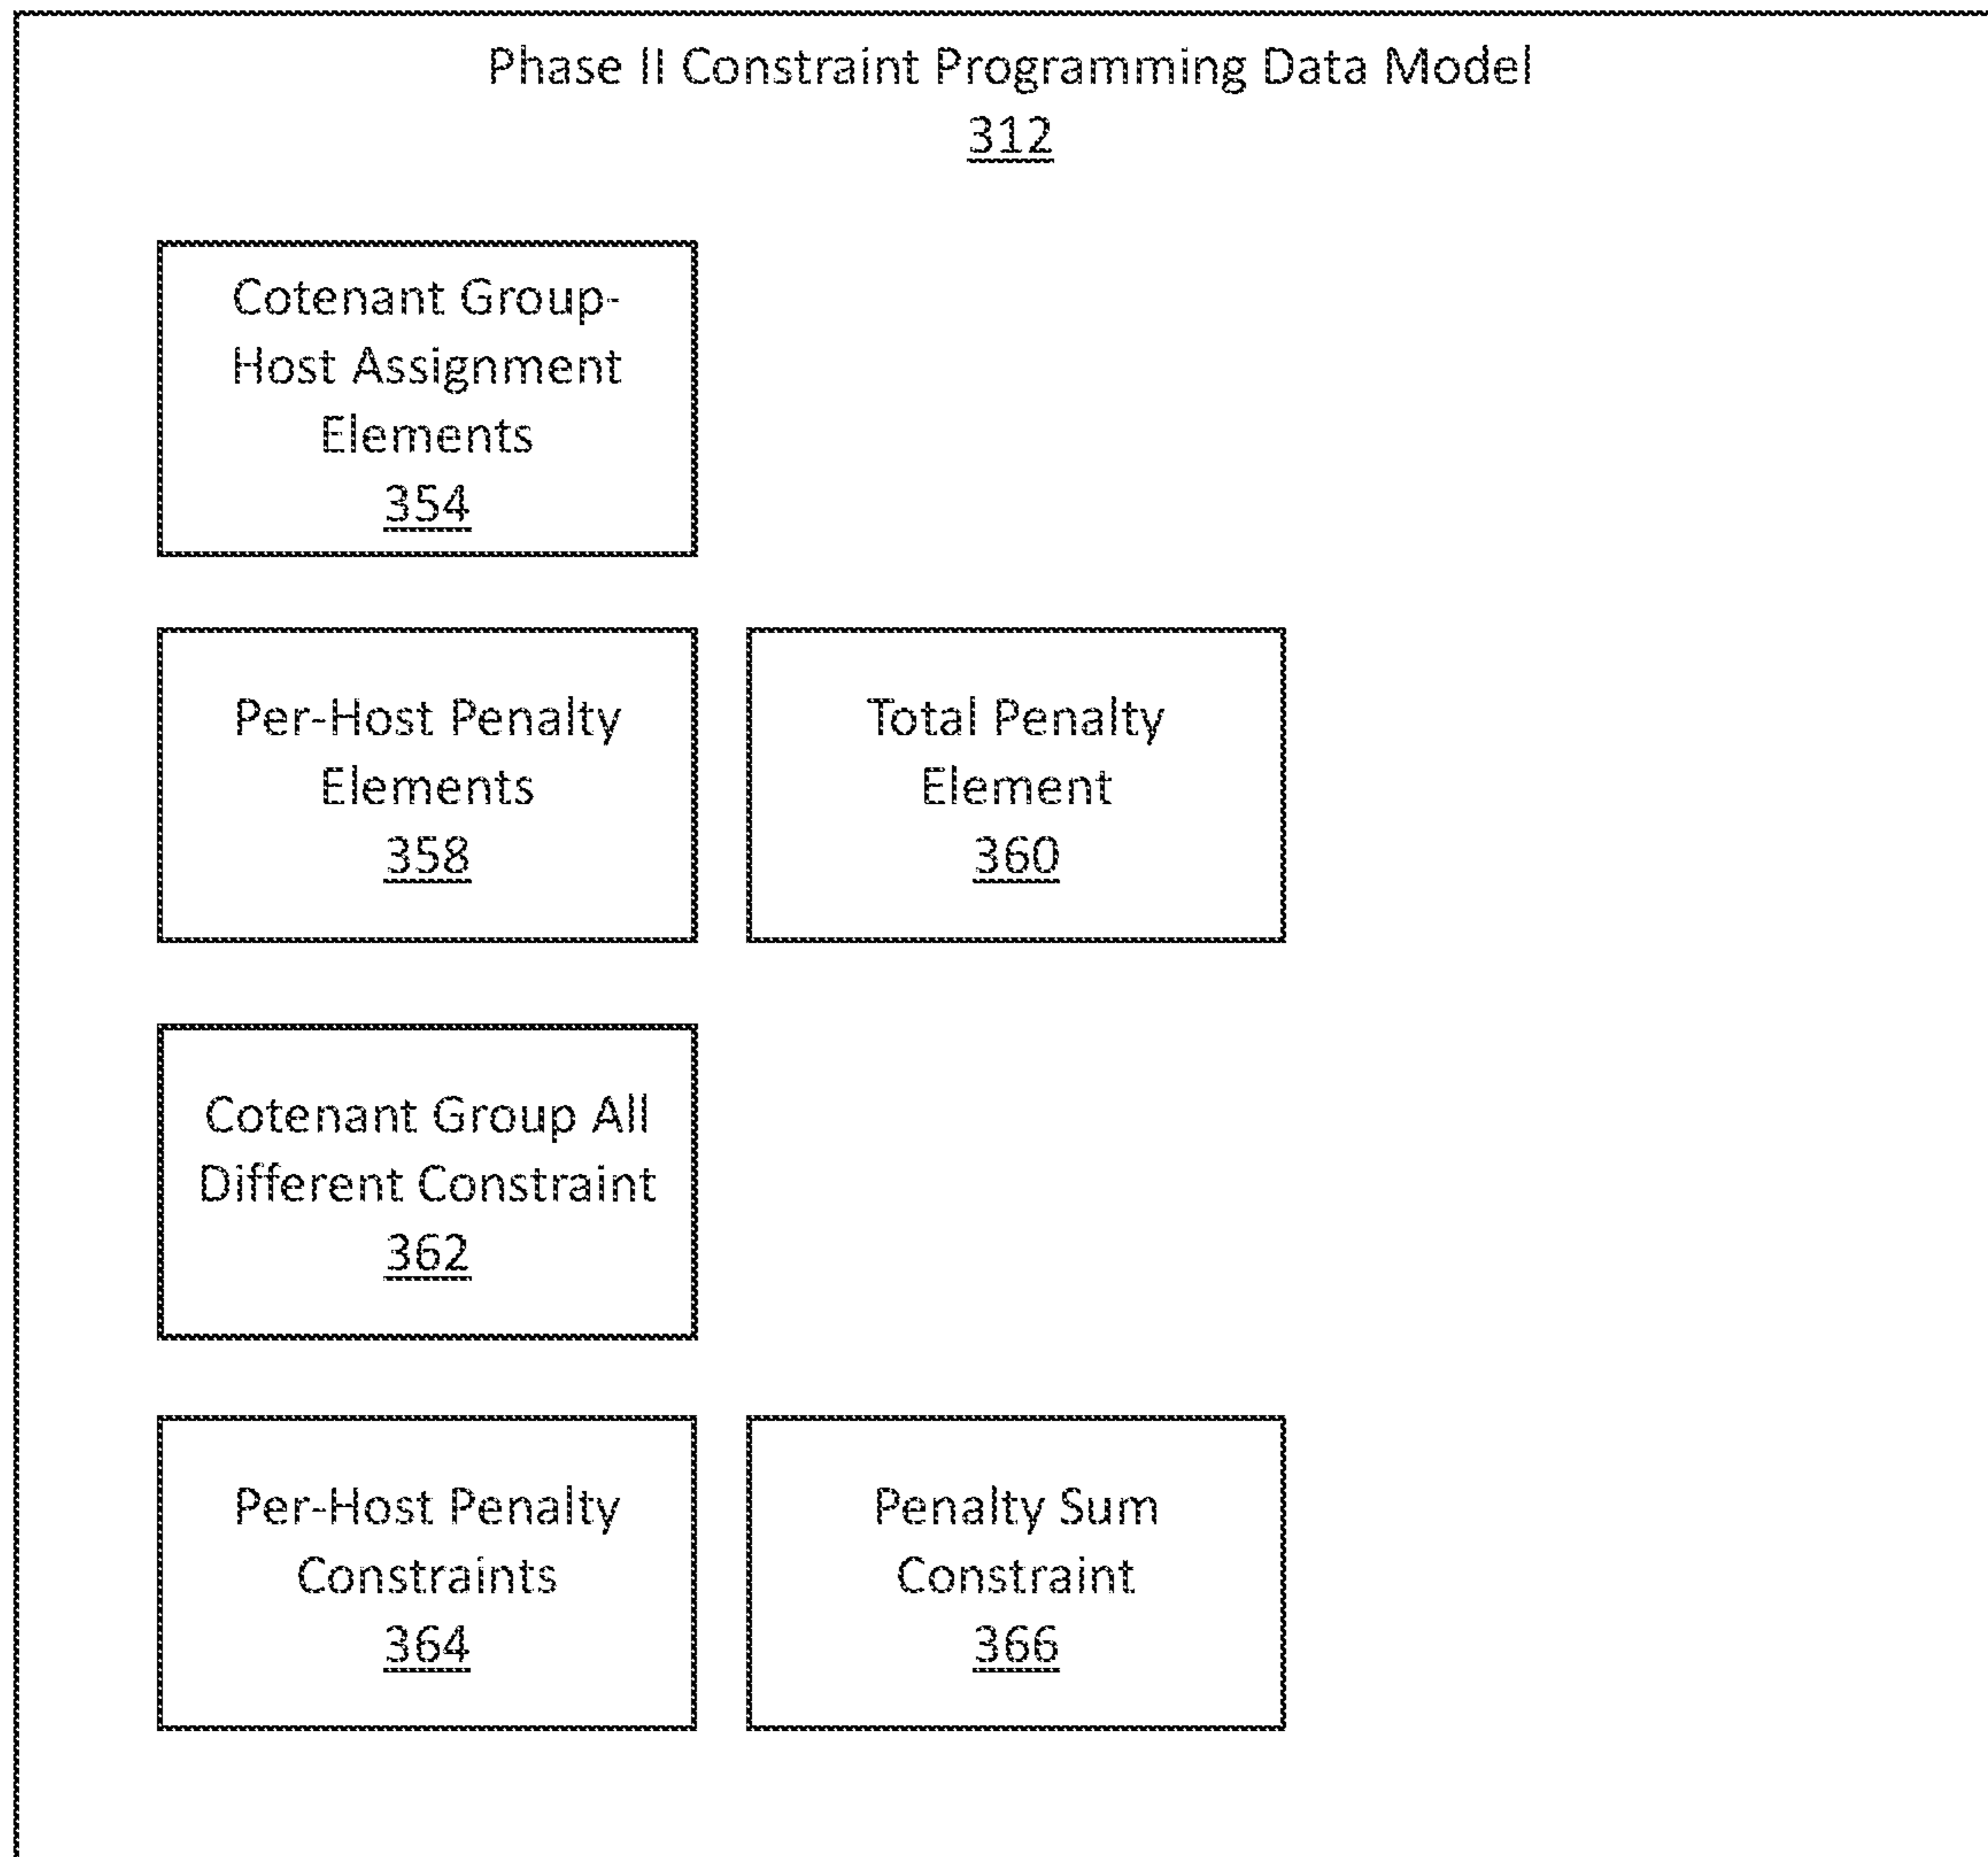 Phase II Constraint Programming Data Model
312
Cotenant Group-
Host Assignment
Elements
354
Per-Host Penalty
Elements
358
Total Penalty
Element
360
Cotenant Group All
Different Constraint
362
Per-Host Penalty
Constraints
364
Penalty Sum
Constraint
366